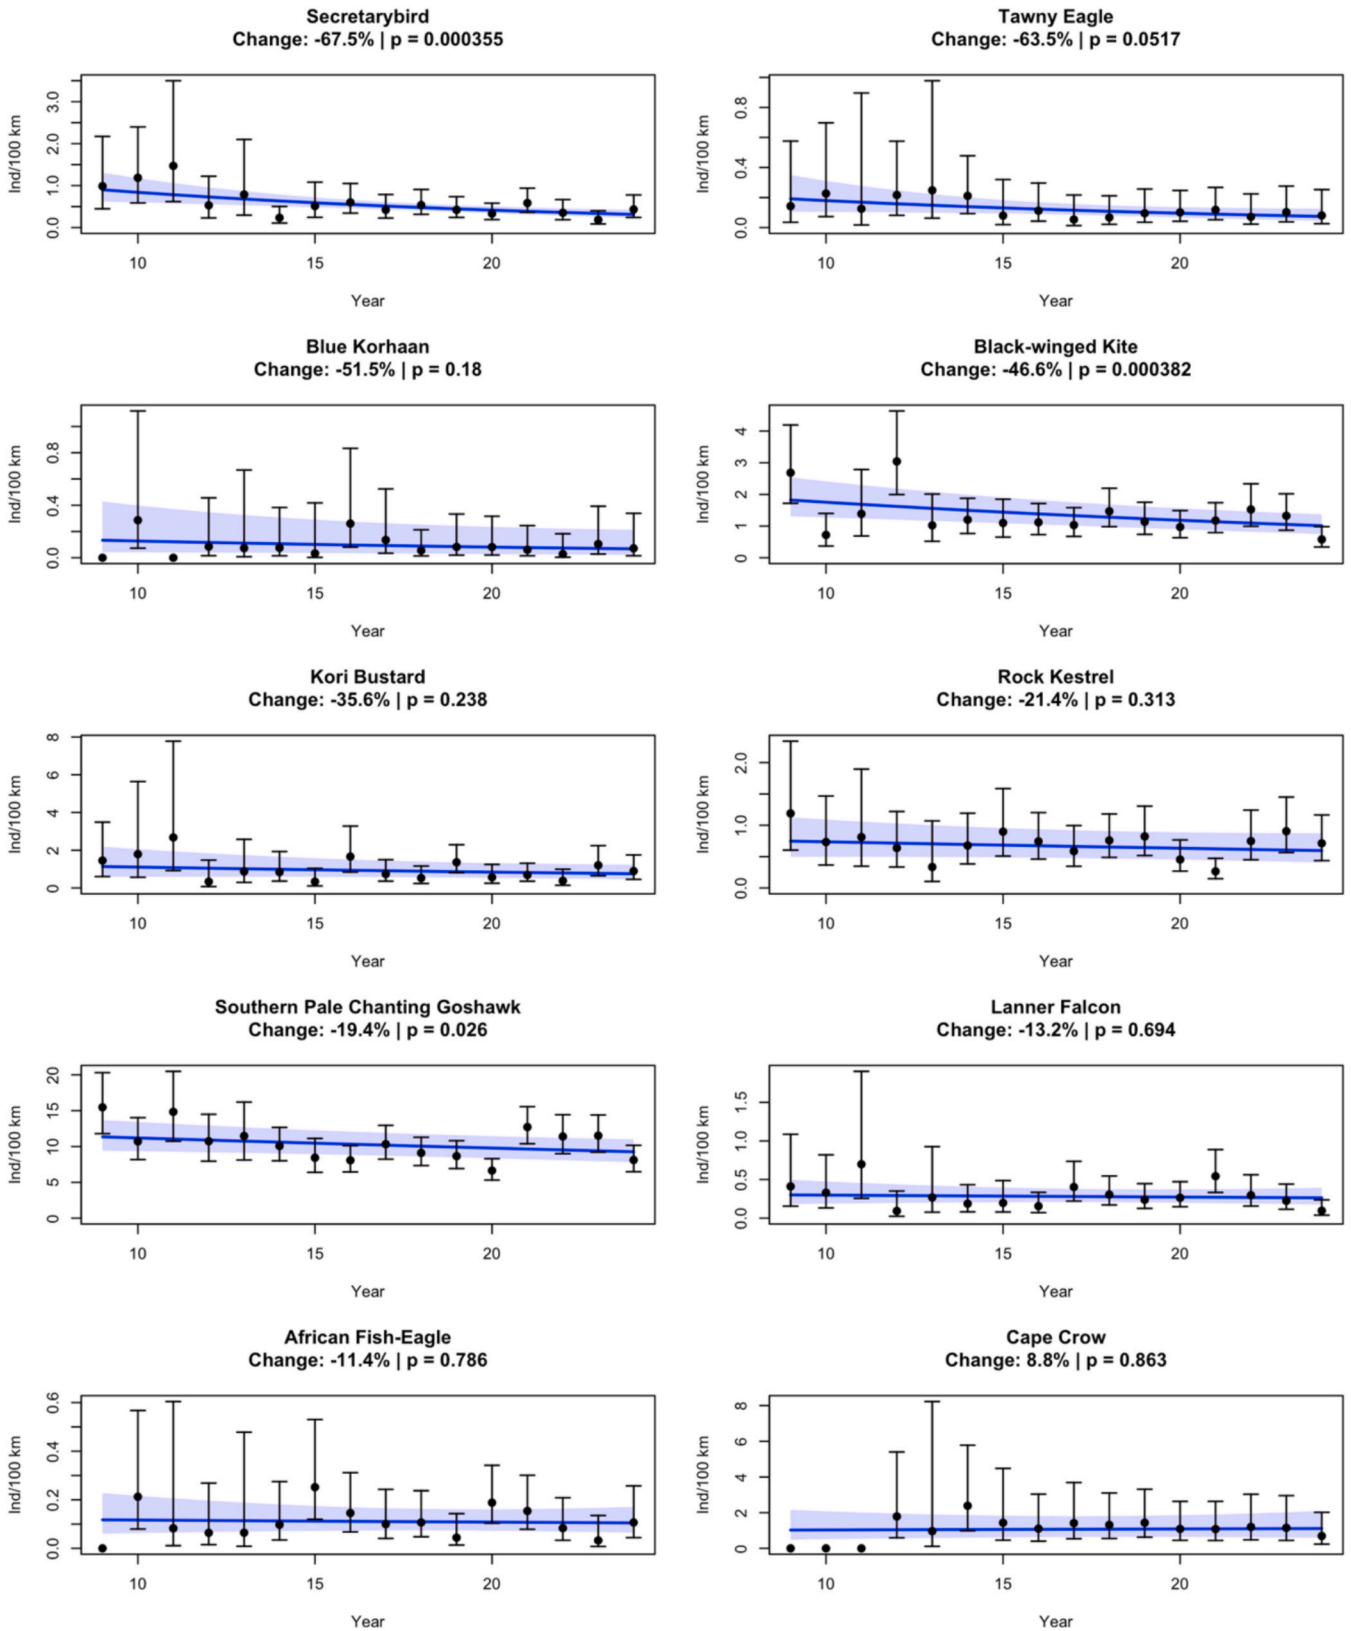 Secretarybird
Change: -67.5% | p = 0.000355
Ind/100 km
3.0
2.0
1.0
0.0
10 15 20
Year
Tawny Eagle
Change: -63.5% | p = 0.0517
Ind/100 km
0.8
0.4
0.0
10 15 20
Year
Blue Korhaan
Change: -51.5% | p = 0.18
Ind/100 km
0.8
0.4
0.0
10 15 20
Year
Black-winged Kite
Change: -46.6% | p = 0.000382
Ind/100 km
4
3
2
1
0
10 15 20
Year
Kori Bustard
Change: -35.6% | p = 0.238
Ind/100 km
8
6
4
2
0
10 15 20
Year
Rock Kestrel
Change: -21.4% | p = 0.313
Ind/100 km
2.0
1.0
0.0
10 15 20
Year
Southern Pale Chanting Goshawk
Change: -19.4% | p = 0.026
Ind/100 km
20
15
10
5
0
10 15 20
Year
Lanner Falcon
Change: -13.2% | p = 0.694
Ind/100 km
1.5
1.0
0.5
0.0
10 15 20
Year
African Fish-Eagle
Change: -11.4% | p = 0.786
Ind/100 km
0.6
0.4
0.2
0.0
10 15 20
Year
Cape Crow
Change: 8.8% | p = 0.863
Ind/100 km
8
6
4
2
0
10 15 20
Year